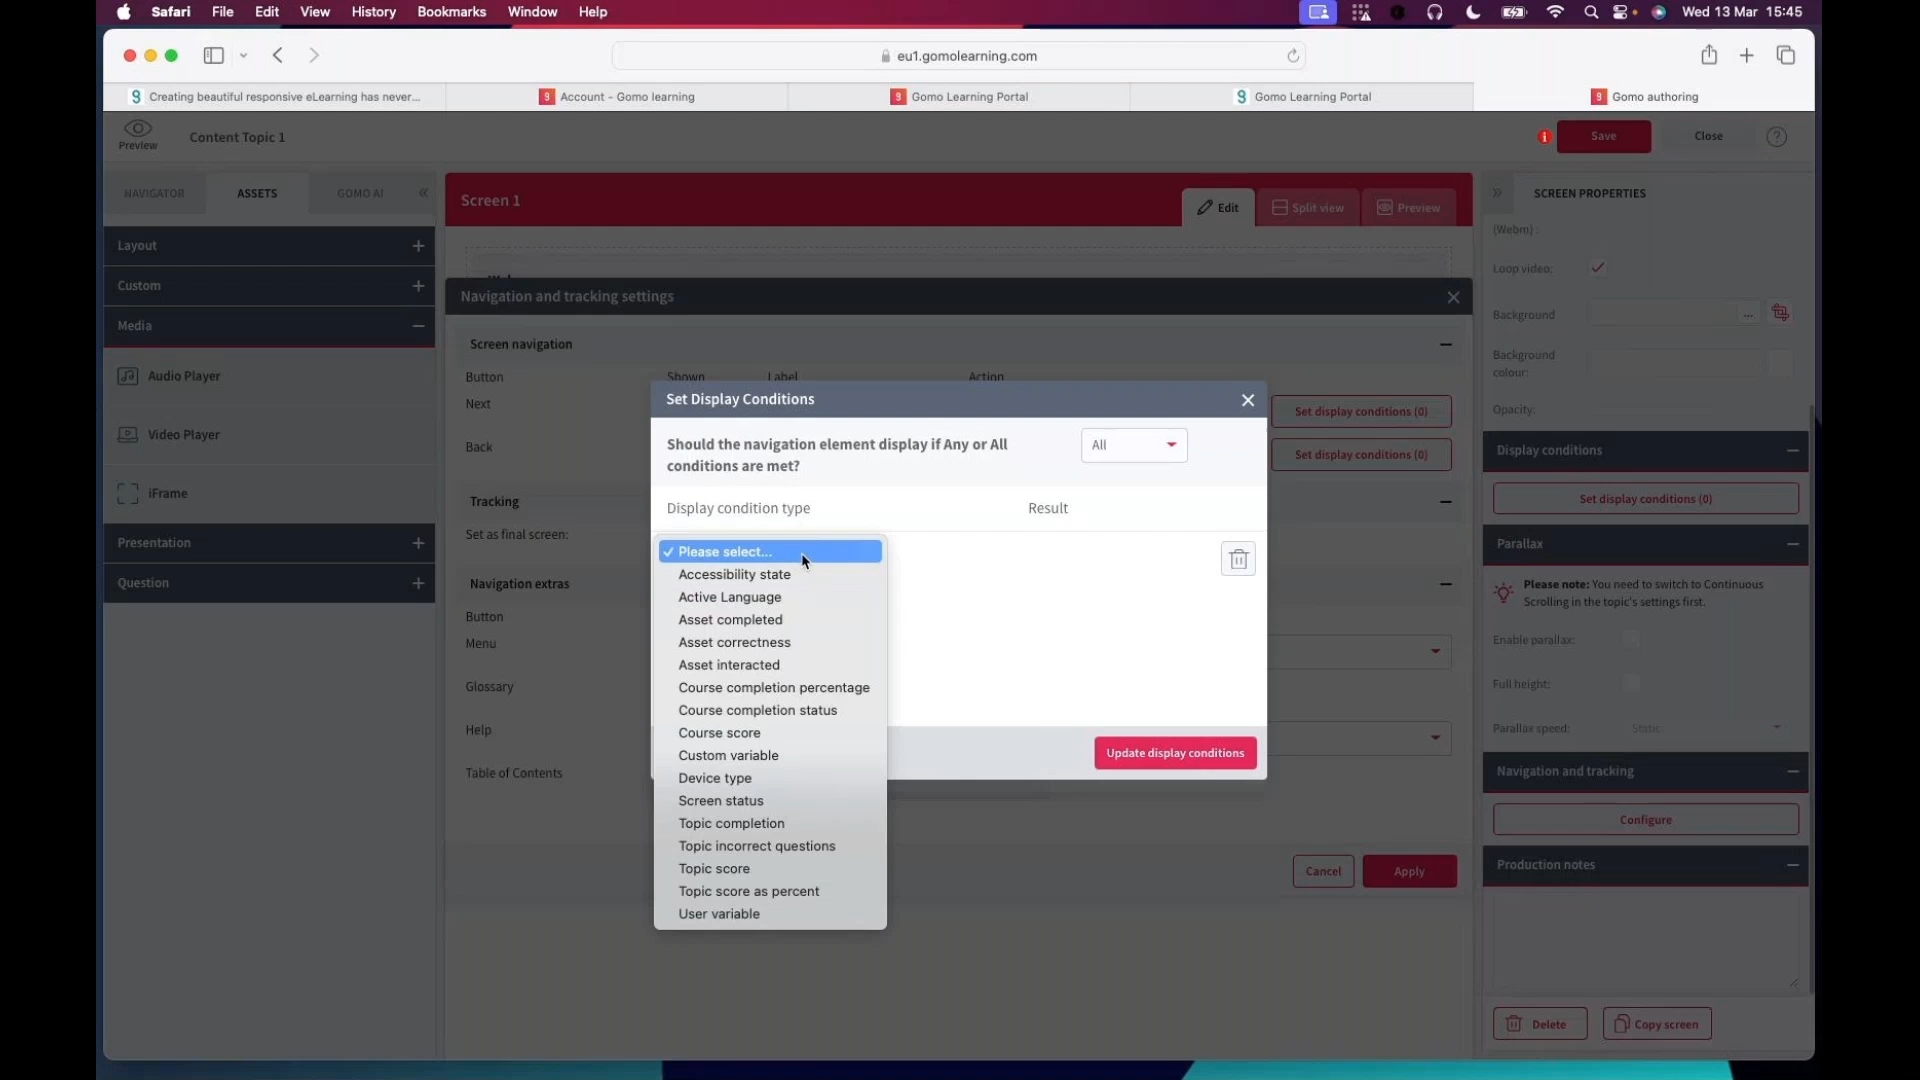 Safari File Edit View History Bookmarks Window Help Wed 13 Mar 15:45
eu1.gomolearning.com
Creating beautiful responsive eLearning has never... Account - Gomo learning Gomo Learning Portal Gomo Learning Portal Gomo authoring
Preview Content Topic 1 Save Close ?
NAVIGATOR ASSETS GOMO AI
Layout
Custom
Media
Audio Player
Video Player
iFrame
Presentation
Question
Screen 1 Edit Split view Preview
Navigation and tracking settings
Screen navigation
Button Shown Label Action
Next Set display conditions (0)
Back Set display conditions (0)
Tracking
Set as final screen:
Navigation extras
Button
Menu
Glossary
Help
Table of Contents
Cancel Apply
Set Display Conditions
Should the navigation element display if Any or All
conditions are met?
All
Display condition type Result
✓ Please select...
Accessibility state
Active Language
Asset completed
Asset correctness
Asset interacted
Course completion percentage
Course completion status
Course score
Custom variable
Device type
Screen status
Topic completion
Topic incorrect questions
Topic score
Topic score as percent
User variable
Update display conditions
SCREEN PROPERTIES
(Webm) :
Loop video:
Background ...
Background
colour:
Opacity:
Display conditions
Set display conditions (0)
Parallax
Please note: You need to switch to Continuous
Scrolling in the topic's settings first.
Enable parallax:
Full height:
Parallax speed: Static
Navigation and tracking
Configure
Production notes
Delete Copy screen